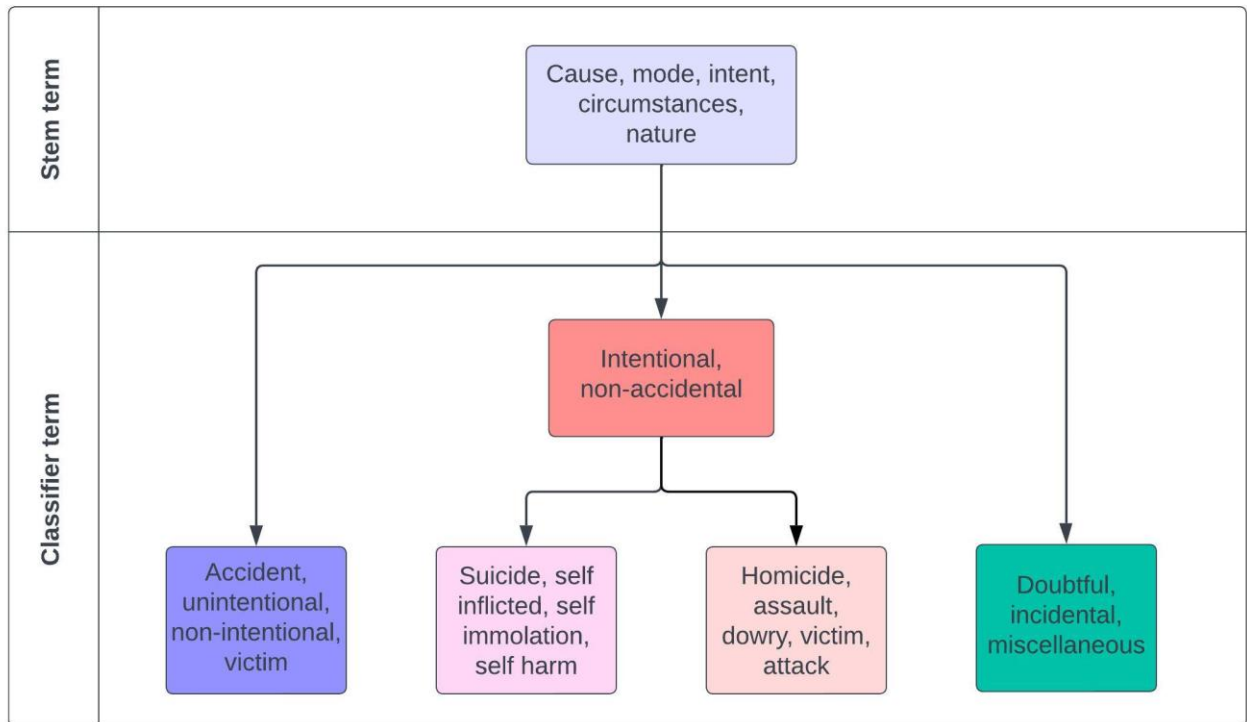 Stem term
Cause, mode, intent,
circumstances,
nature
Classifier term
Intentional,
non-accidental
Accident,
unintentional,
non-intentional,
victim
Suicide, self
inflicted, self
immolation,
self harm
Homicide,
assault,
dowry, victim,
attack
Doubtful,
incidental,
miscellaneous